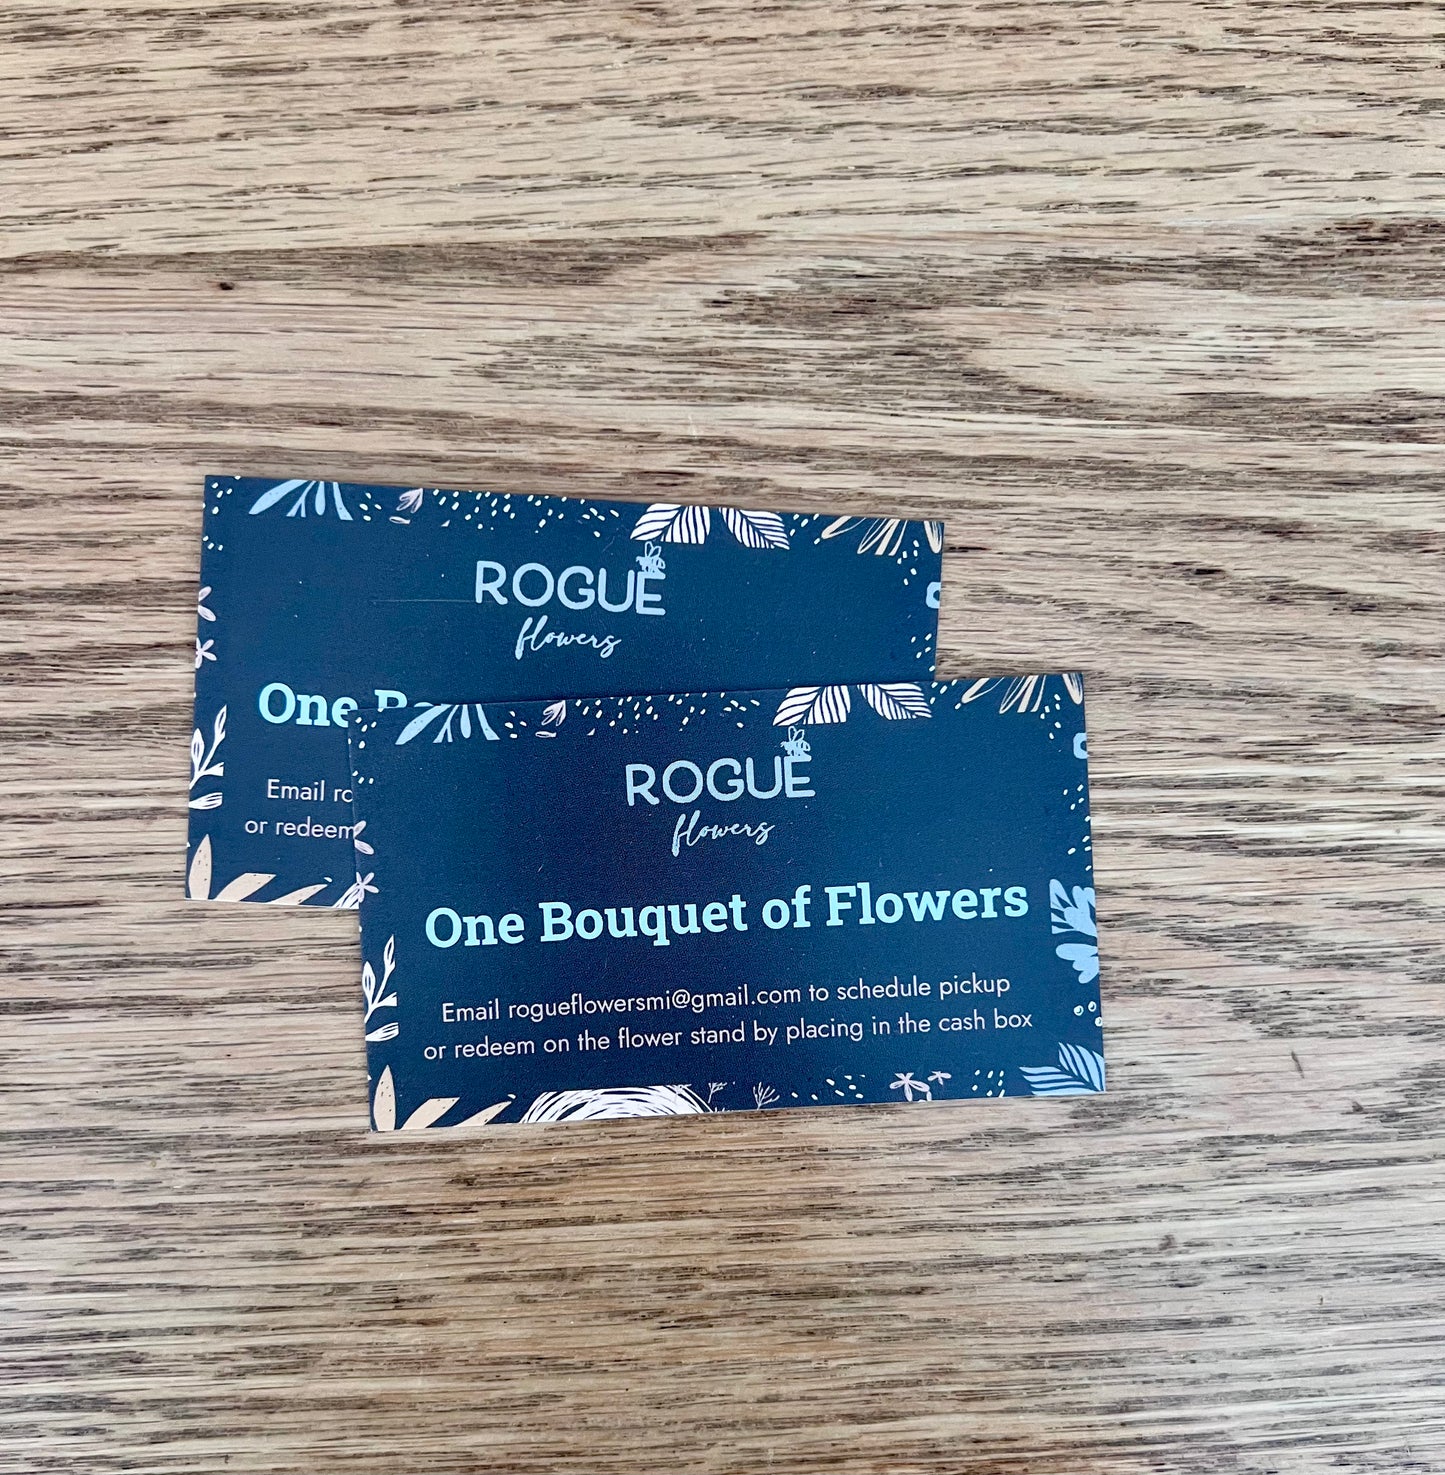 ROGUE
flowers
One B
Email ro
or redeem
ROGUE
flowers
One Bouquet of Flowers
Email rogueflowersmi@gmail.com to schedule pickup
or redeem on the flower stand by placing in the cash box